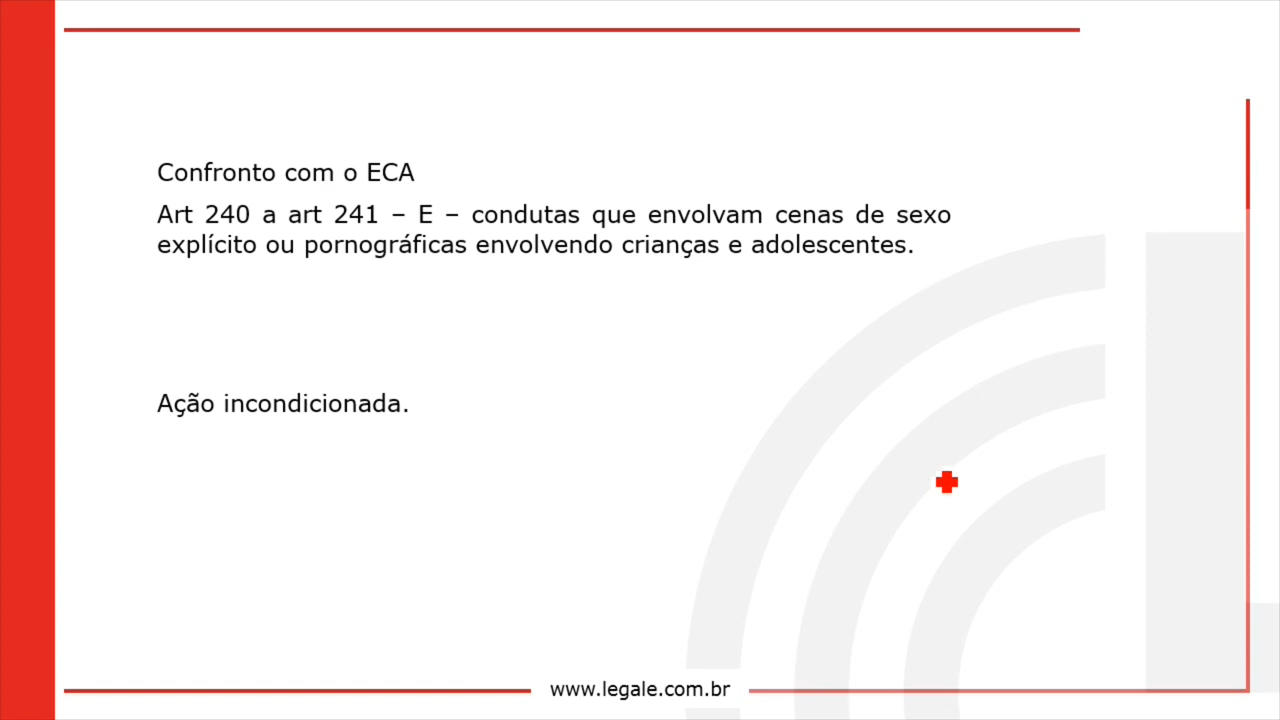 Confronto com o ECA
Art 240 a art 241 – E – condutas que envolvam cenas de sexo
explícito ou pornográficas envolvendo crianças e adolescentes.
Ação incondicionada.
www.legale.com.br